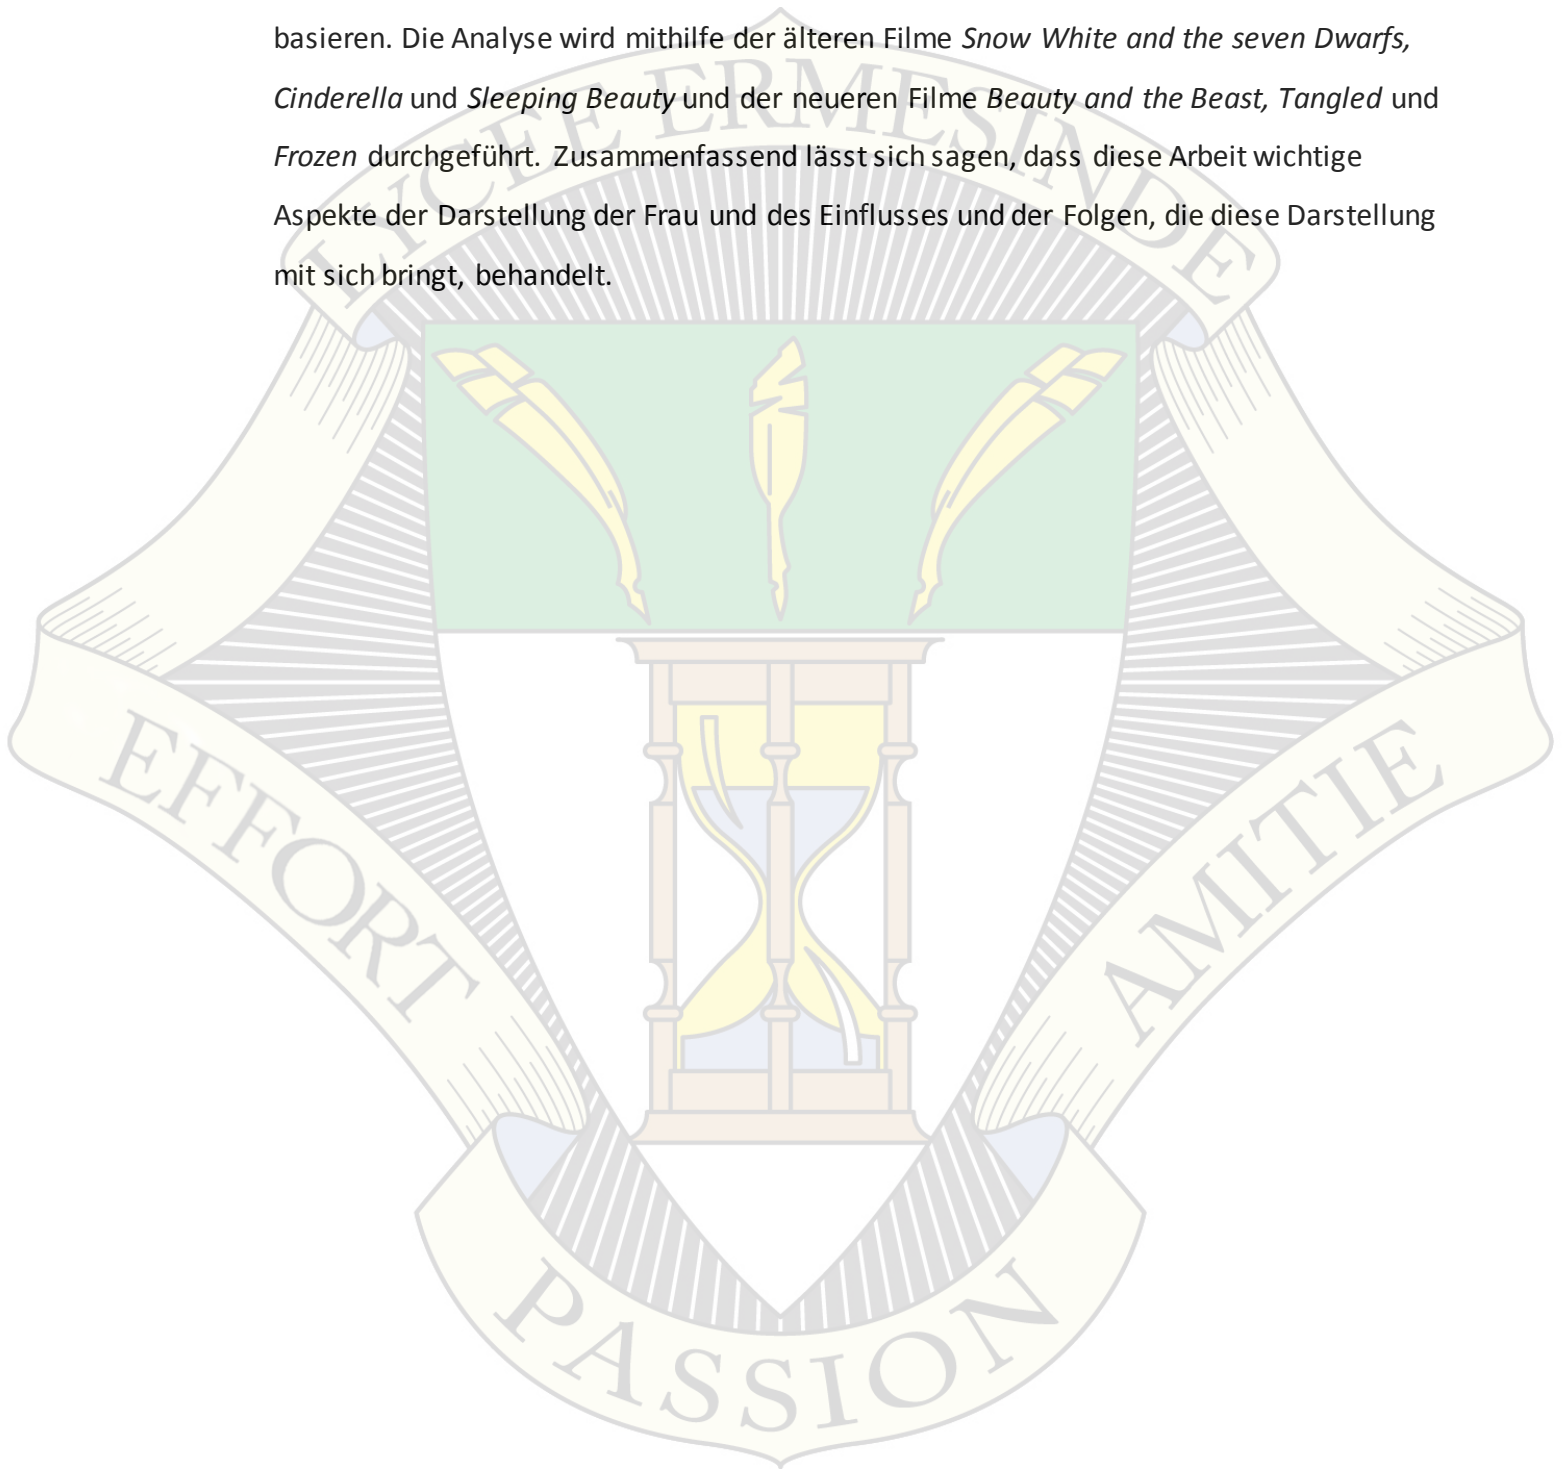 basieren. Die Analyse wird mithilfe der älteren Filme Snow White and the seven Dwarfs,
Cinderella und Sleeping Beauty und der neueren Filme Beauty and the Beast, Tangled und
Frozen durchgeführt. Zusammenfassend lässt sich sagen, dass diese Arbeit wichtige
Aspekte der Darstellung der Frau und des Einflusses und der Folgen, die diese Darstellung
mit sich bringt, behandelt.
LYCEE ERMESINDE
EFFORT
AMITIE
PASSION